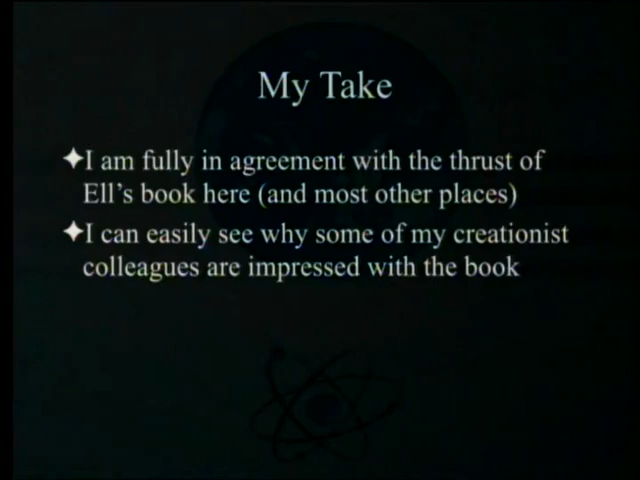 My Take
I am fully in agreement with the thrust of
Ell's book here (and most other places)
I can easily see why some of my creationist
colleagues are impressed with the book